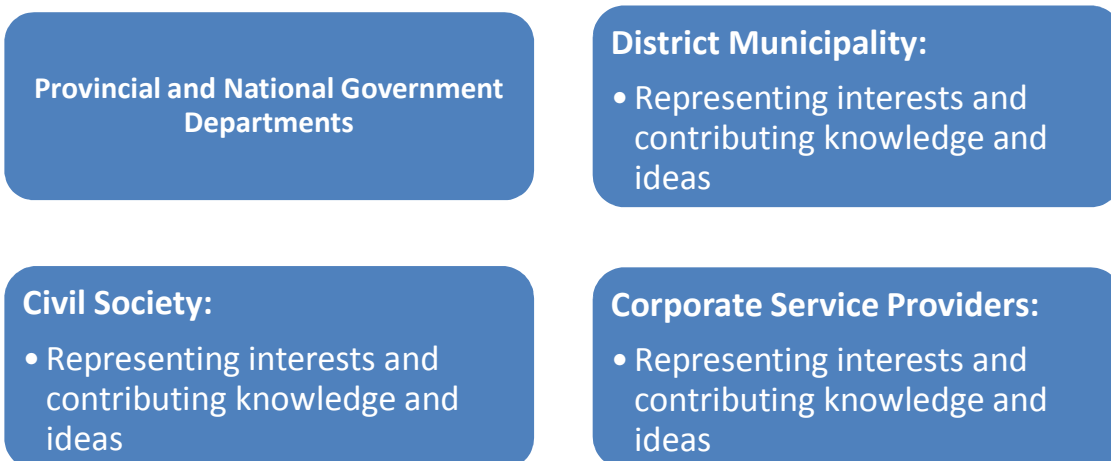 Provincial and National Government
Departments
District Municipality:
• Representing interests and
contributing knowledge and
ideas
Civil Society:
• Representing interests and
contributing knowledge and
ideas
Corporate Service Providers:
• Representing interests and
contributing knowledge and
ideas